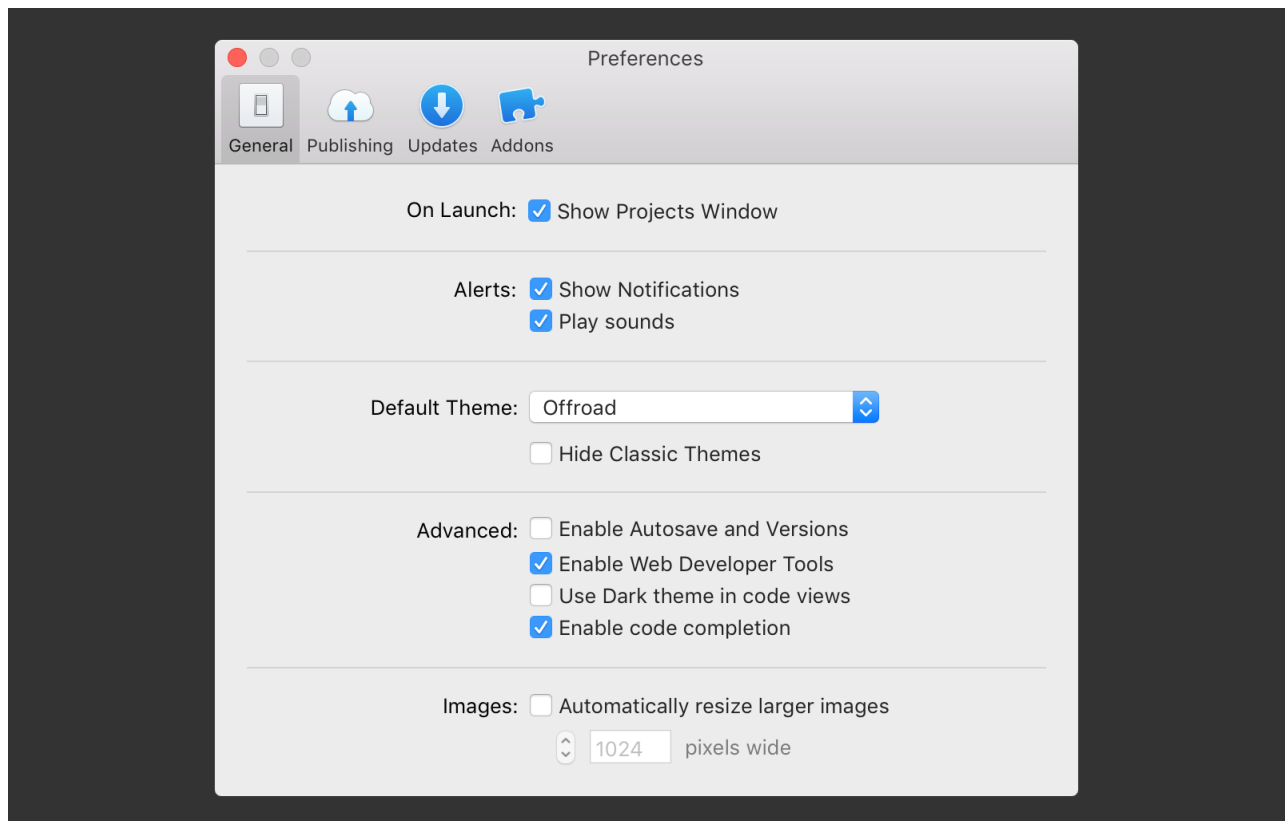 Preferences
General Publishing Updates Addons
On Launch: Show Projects Window
Alerts: Show Notifications
Play sounds
Default Theme: Offroad
Hide Classic Themes
Advanced: Enable Autosave and Versions
Enable Web Developer Tools
Use Dark theme in code views
Enable code completion
Images: Automatically resize larger images
1024 pixels wide